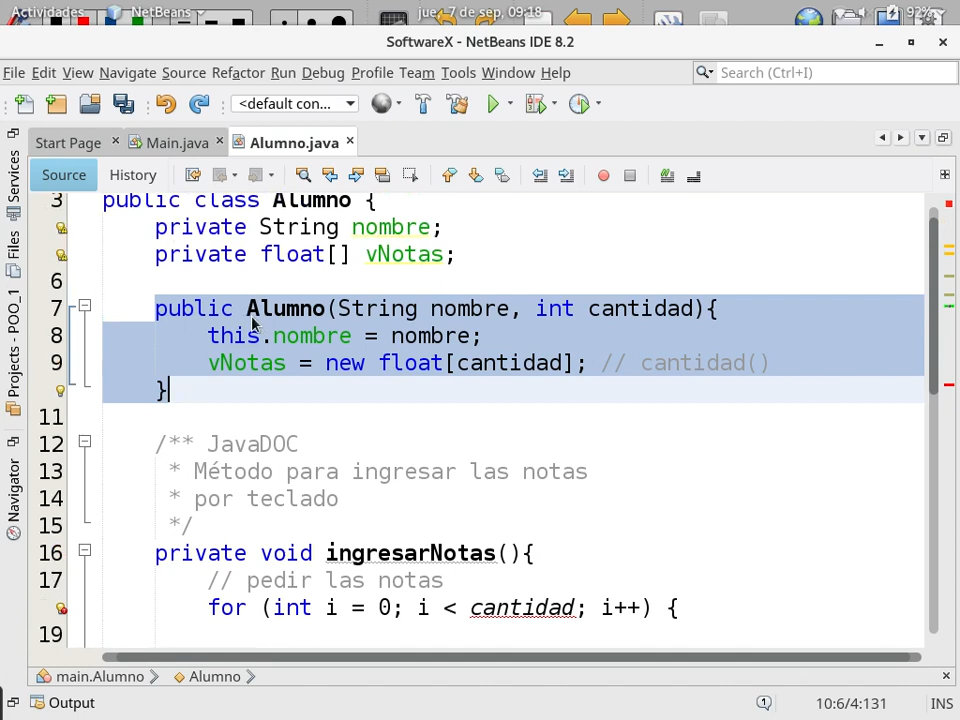 Actividades NetBeans jue, 7 de sep, 09:18 92%
SoftwareX - NetBeans IDE 8.2
File Edit View Navigate Source Refactor Run Debug Profile Team Tools Window Help
Search (Ctrl+I)
<default con...
Start Page Main.java Alumno.java
Source History
Services
Files
Projects - POO_1
Navigator
3 public class Alumno {
private String nombre;
private float[] vNotas;
6
7 public Alumno(String nombre, int cantidad){
8 this.nombre = nombre;
9 vNotas = new float[cantidad]; // cantidad()
}
11
12 /** JavaDOC
13 * Método para ingresar las notas
14 * por teclado
15 */
16 private void ingresarNotas(){
17 // pedir las notas
for (int i = 0; i < cantidad; i++) {
19
main.Alumno Alumno
Output 1 10:6/4:131 INS